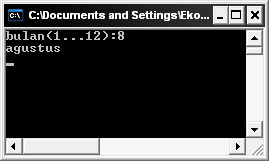 C:\Documents and Settings\Eko...
bulan(1...12):8
agustus